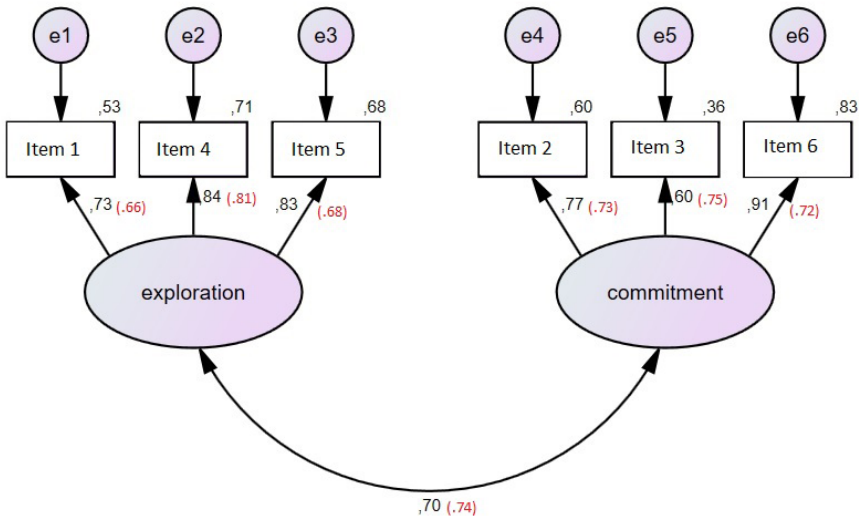 e1 e2 e3 e4 e5 e6
,53 ,71 ,68 ,60 ,36 ,83
Item 1 Item 4 Item 5 Item 2 Item 3 Item 6
,73 (.66) ,84 (.81) ,83 (.68) ,77 (.73) ,60 (.75) ,91 (.72)
exploration commitment
,70 (.74)